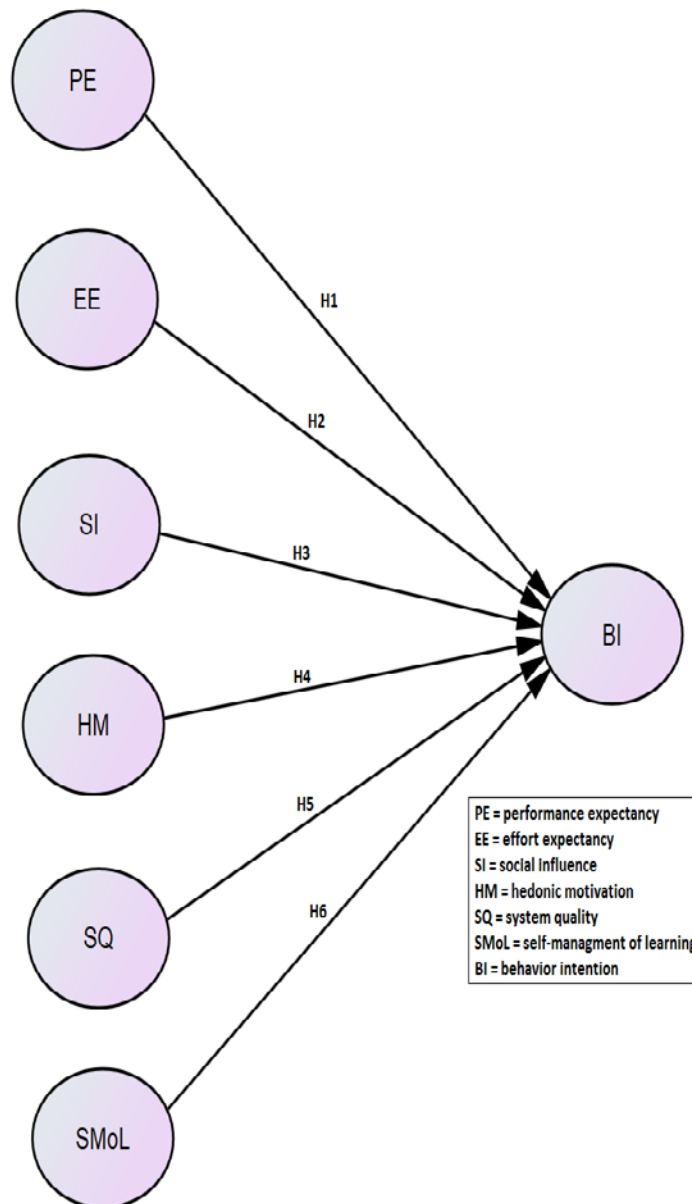 PE
H1
EE
H2
SI
H3
BI
HM
H4
H5
PE = performance expectancy
EE = effort expectancy
SI = social influence
HM = hedonic motivation
SQ = system quality
SMoL = self-managment of learning
BI = behavior intention
SQ
H6
SMoL